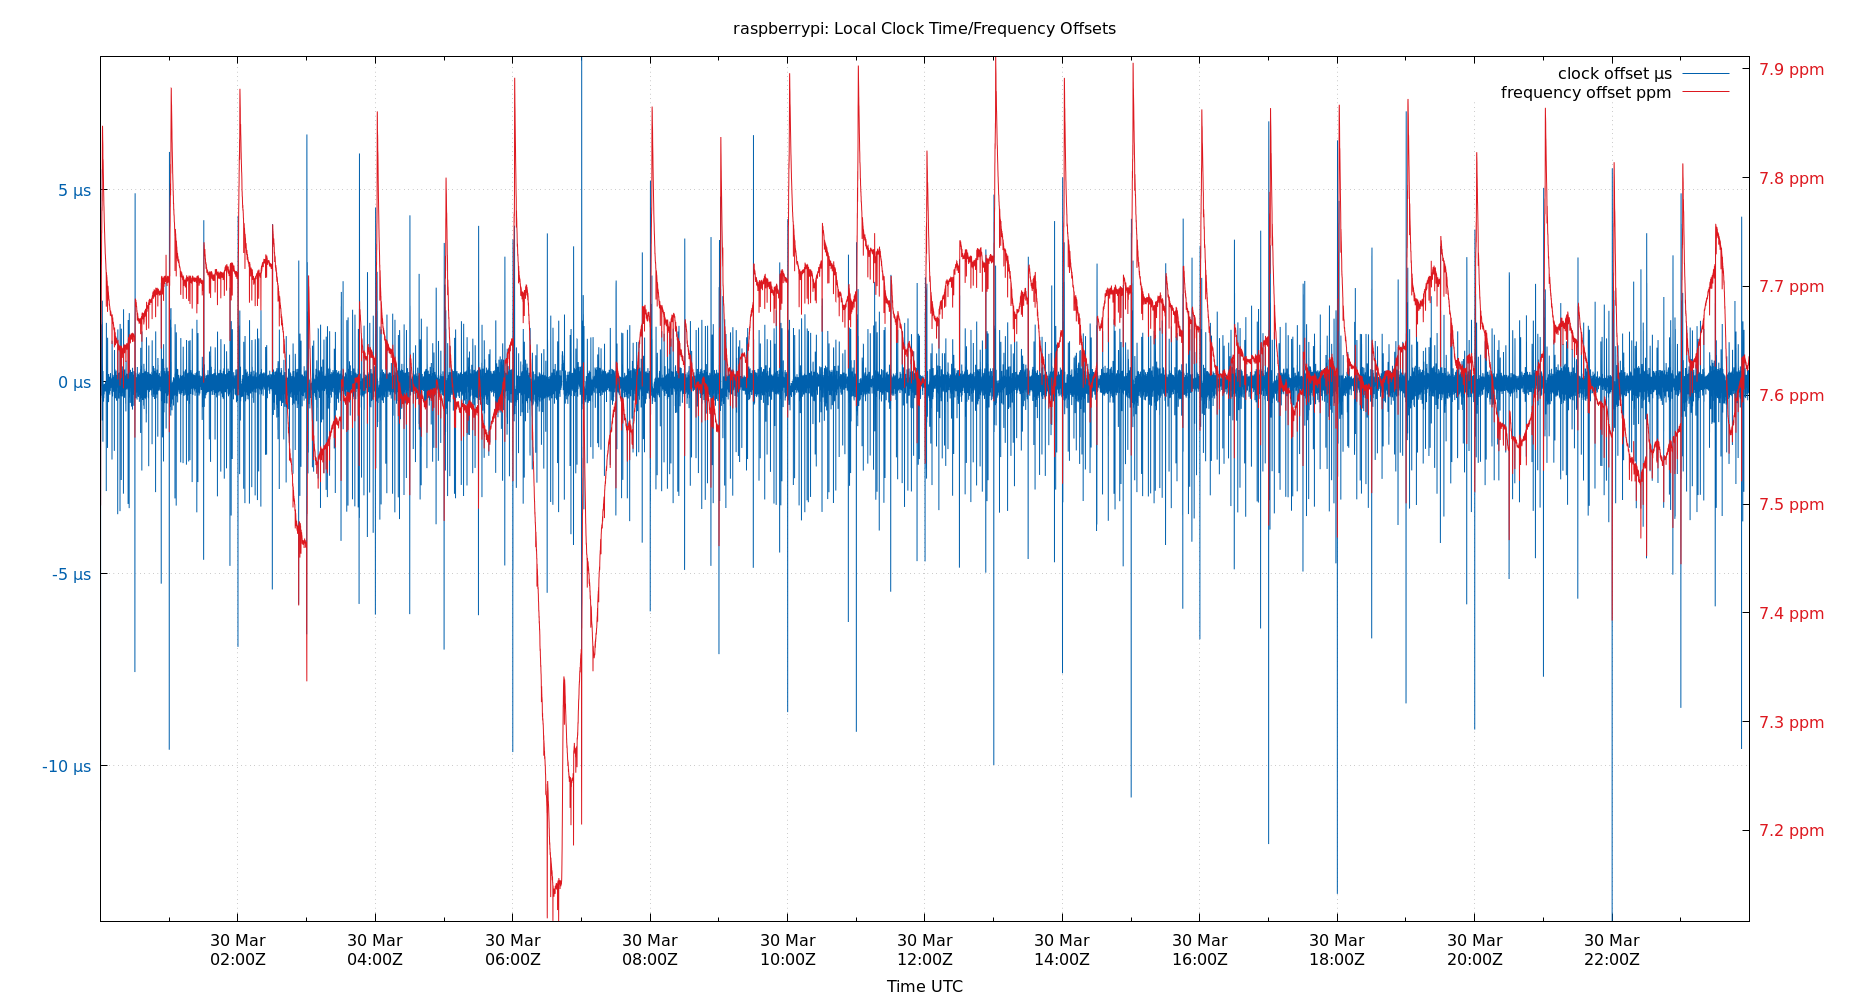 raspberrypi: Local Clock Time/Frequency Offsets
clock offset µs
frequency offset ppm
5 µs
0 µs
-5 µs
-10 µs
7.9 ppm
7.8 ppm
7.7 ppm
7.6 ppm
7.5 ppm
7.4 ppm
7.3 ppm
7.2 ppm
30 Mar 30 Mar 30 Mar 30 Mar 30 Mar 30 Mar 30 Mar 30 Mar 30 Mar 30 Mar 30 Mar
02:00Z 04:00Z 06:00Z 08:00Z 10:00Z 12:00Z 14:00Z 16:00Z 18:00Z 20:00Z 22:00Z
Time UTC